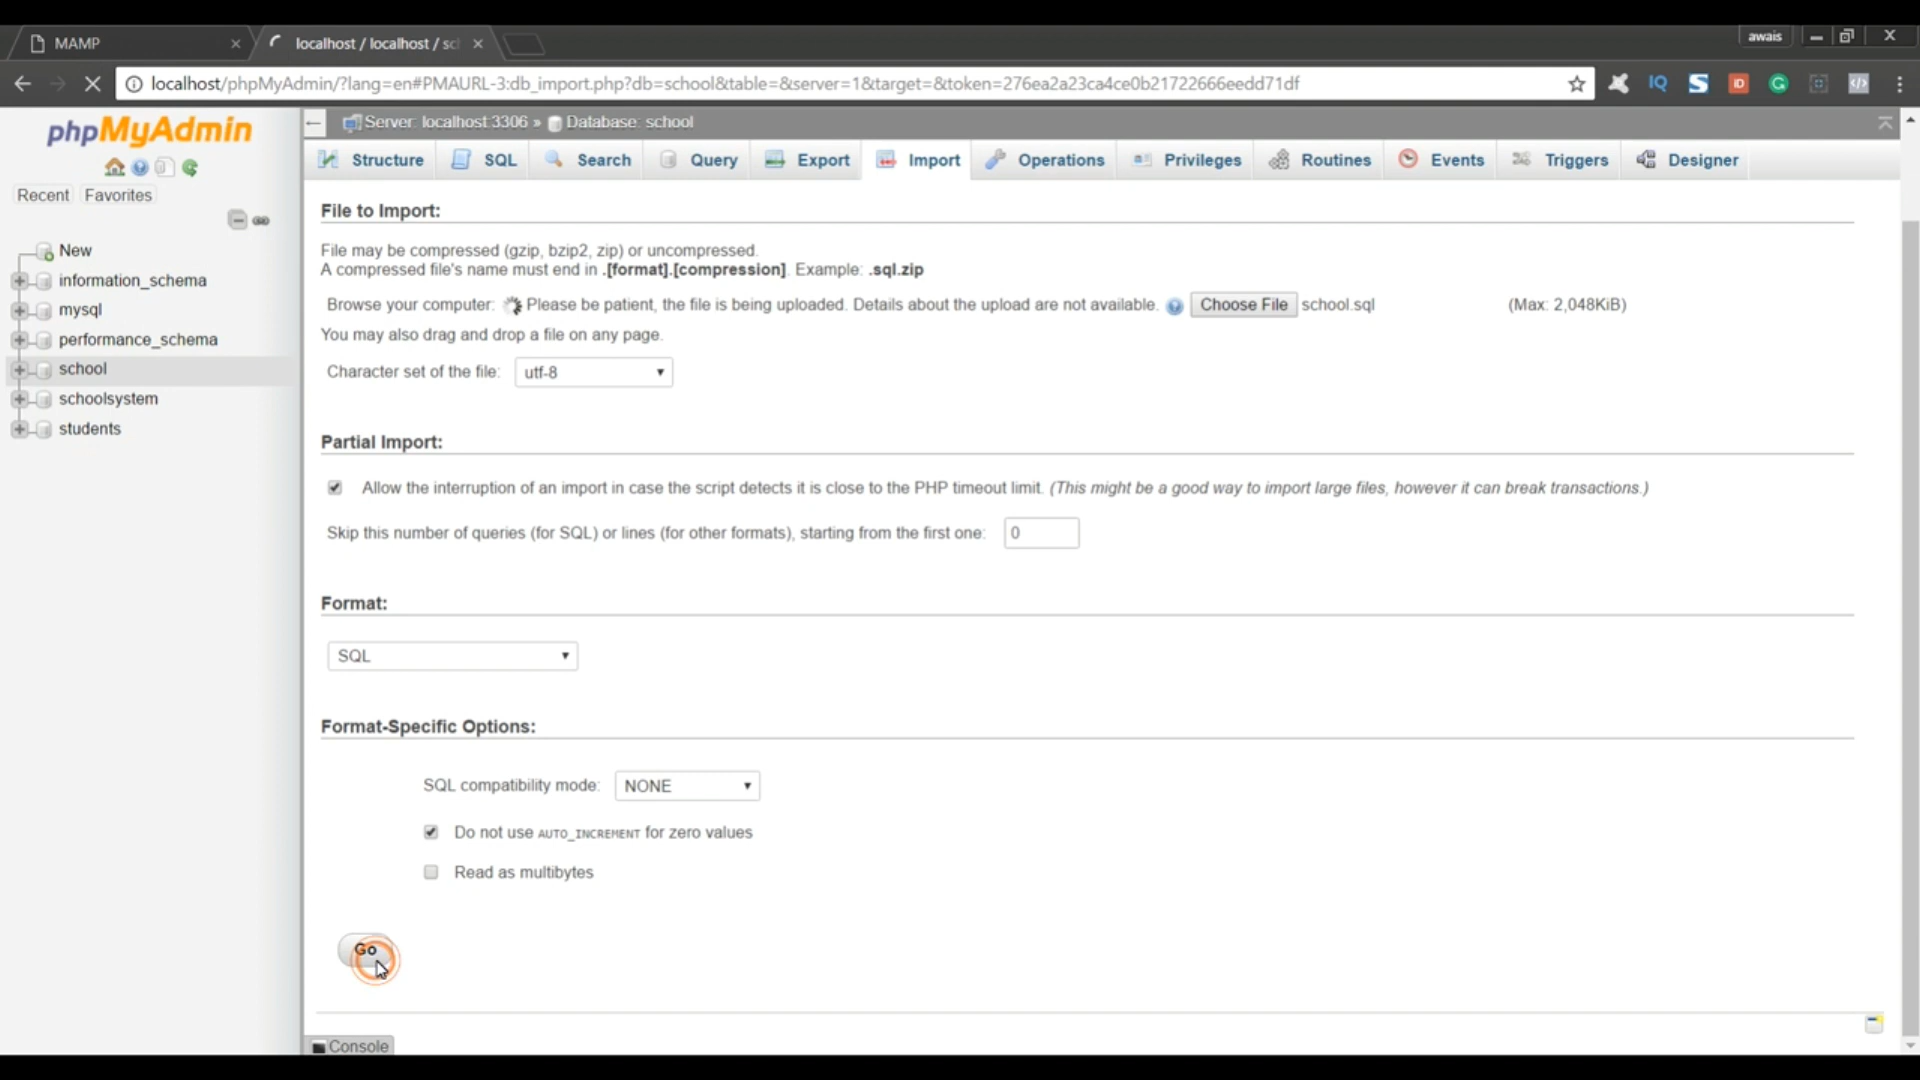 MAMP
localhost / localhost / sc
awais
localhost/phpMyAdmin/?lang=en#PMAURL-3:db_import.php?db=school&table=&server=1&target=&token=276ea2a23ca4ce0b21722666eedd71df
phpMyAdmin
Recent Favorites
New
information_schema
mysql
performance_schema
school
schoolsystem
students
Server: localhost:3306 » Database: school
Structure SQL Search Query Export Import Operations Privileges Routines Events Triggers Designer
File to Import:
File may be compressed (gzip, bzip2, zip) or uncompressed.
A compressed file's name must end in .[format].[compression]. Example: .sql.zip
Browse your computer: Please be patient, the file is being uploaded. Details about the upload are not available. Choose File school.sql (Max: 2,048KiB)
You may also drag and drop a file on any page.
Character set of the file: utf-8
Partial Import:
Allow the interruption of an import in case the script detects it is close to the PHP timeout limit. (This might be a good way to import large files, however it can break transactions.)
Skip this number of queries (for SQL) or lines (for other formats), starting from the first one: 0
Format:
SQL
Format-Specific Options:
SQL compatibility mode: NONE
Do not use AUTO_INCREMENT for zero values
Read as multibytes
Go
Console